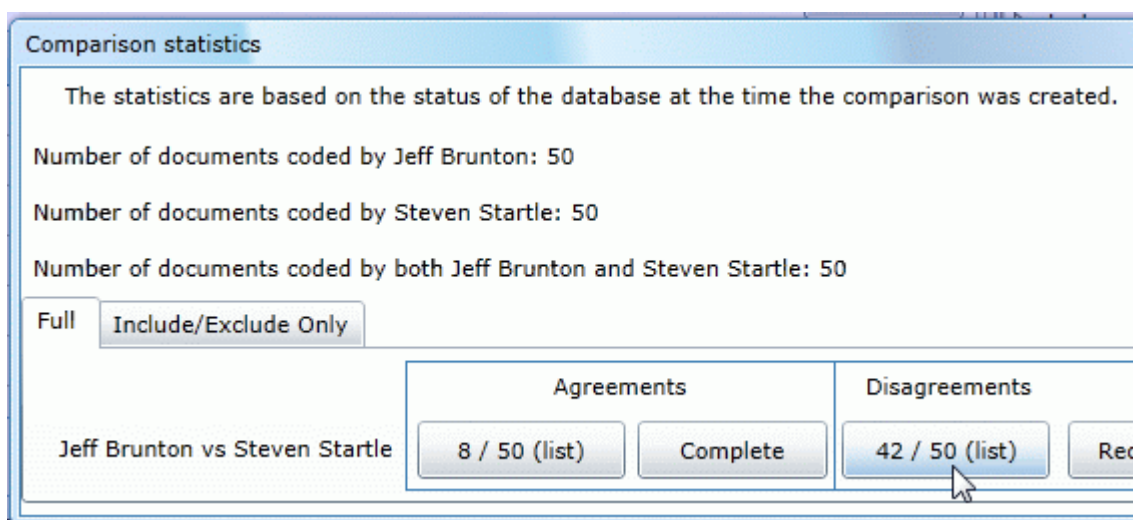 Comparison statistics
The statistics are based on the status of the database at the time the comparison was created.
Number of documents coded by Jeff Brunton: 50
Number of documents coded by Steven Startle: 50
Number of documents coded by both Jeff Brunton and Steven Startle: 50
Full Include/Exclude Only
Agreements Disagreements
Jeff Brunton vs Steven Startle 8 / 50 (list) Complete 42 / 50 (list)